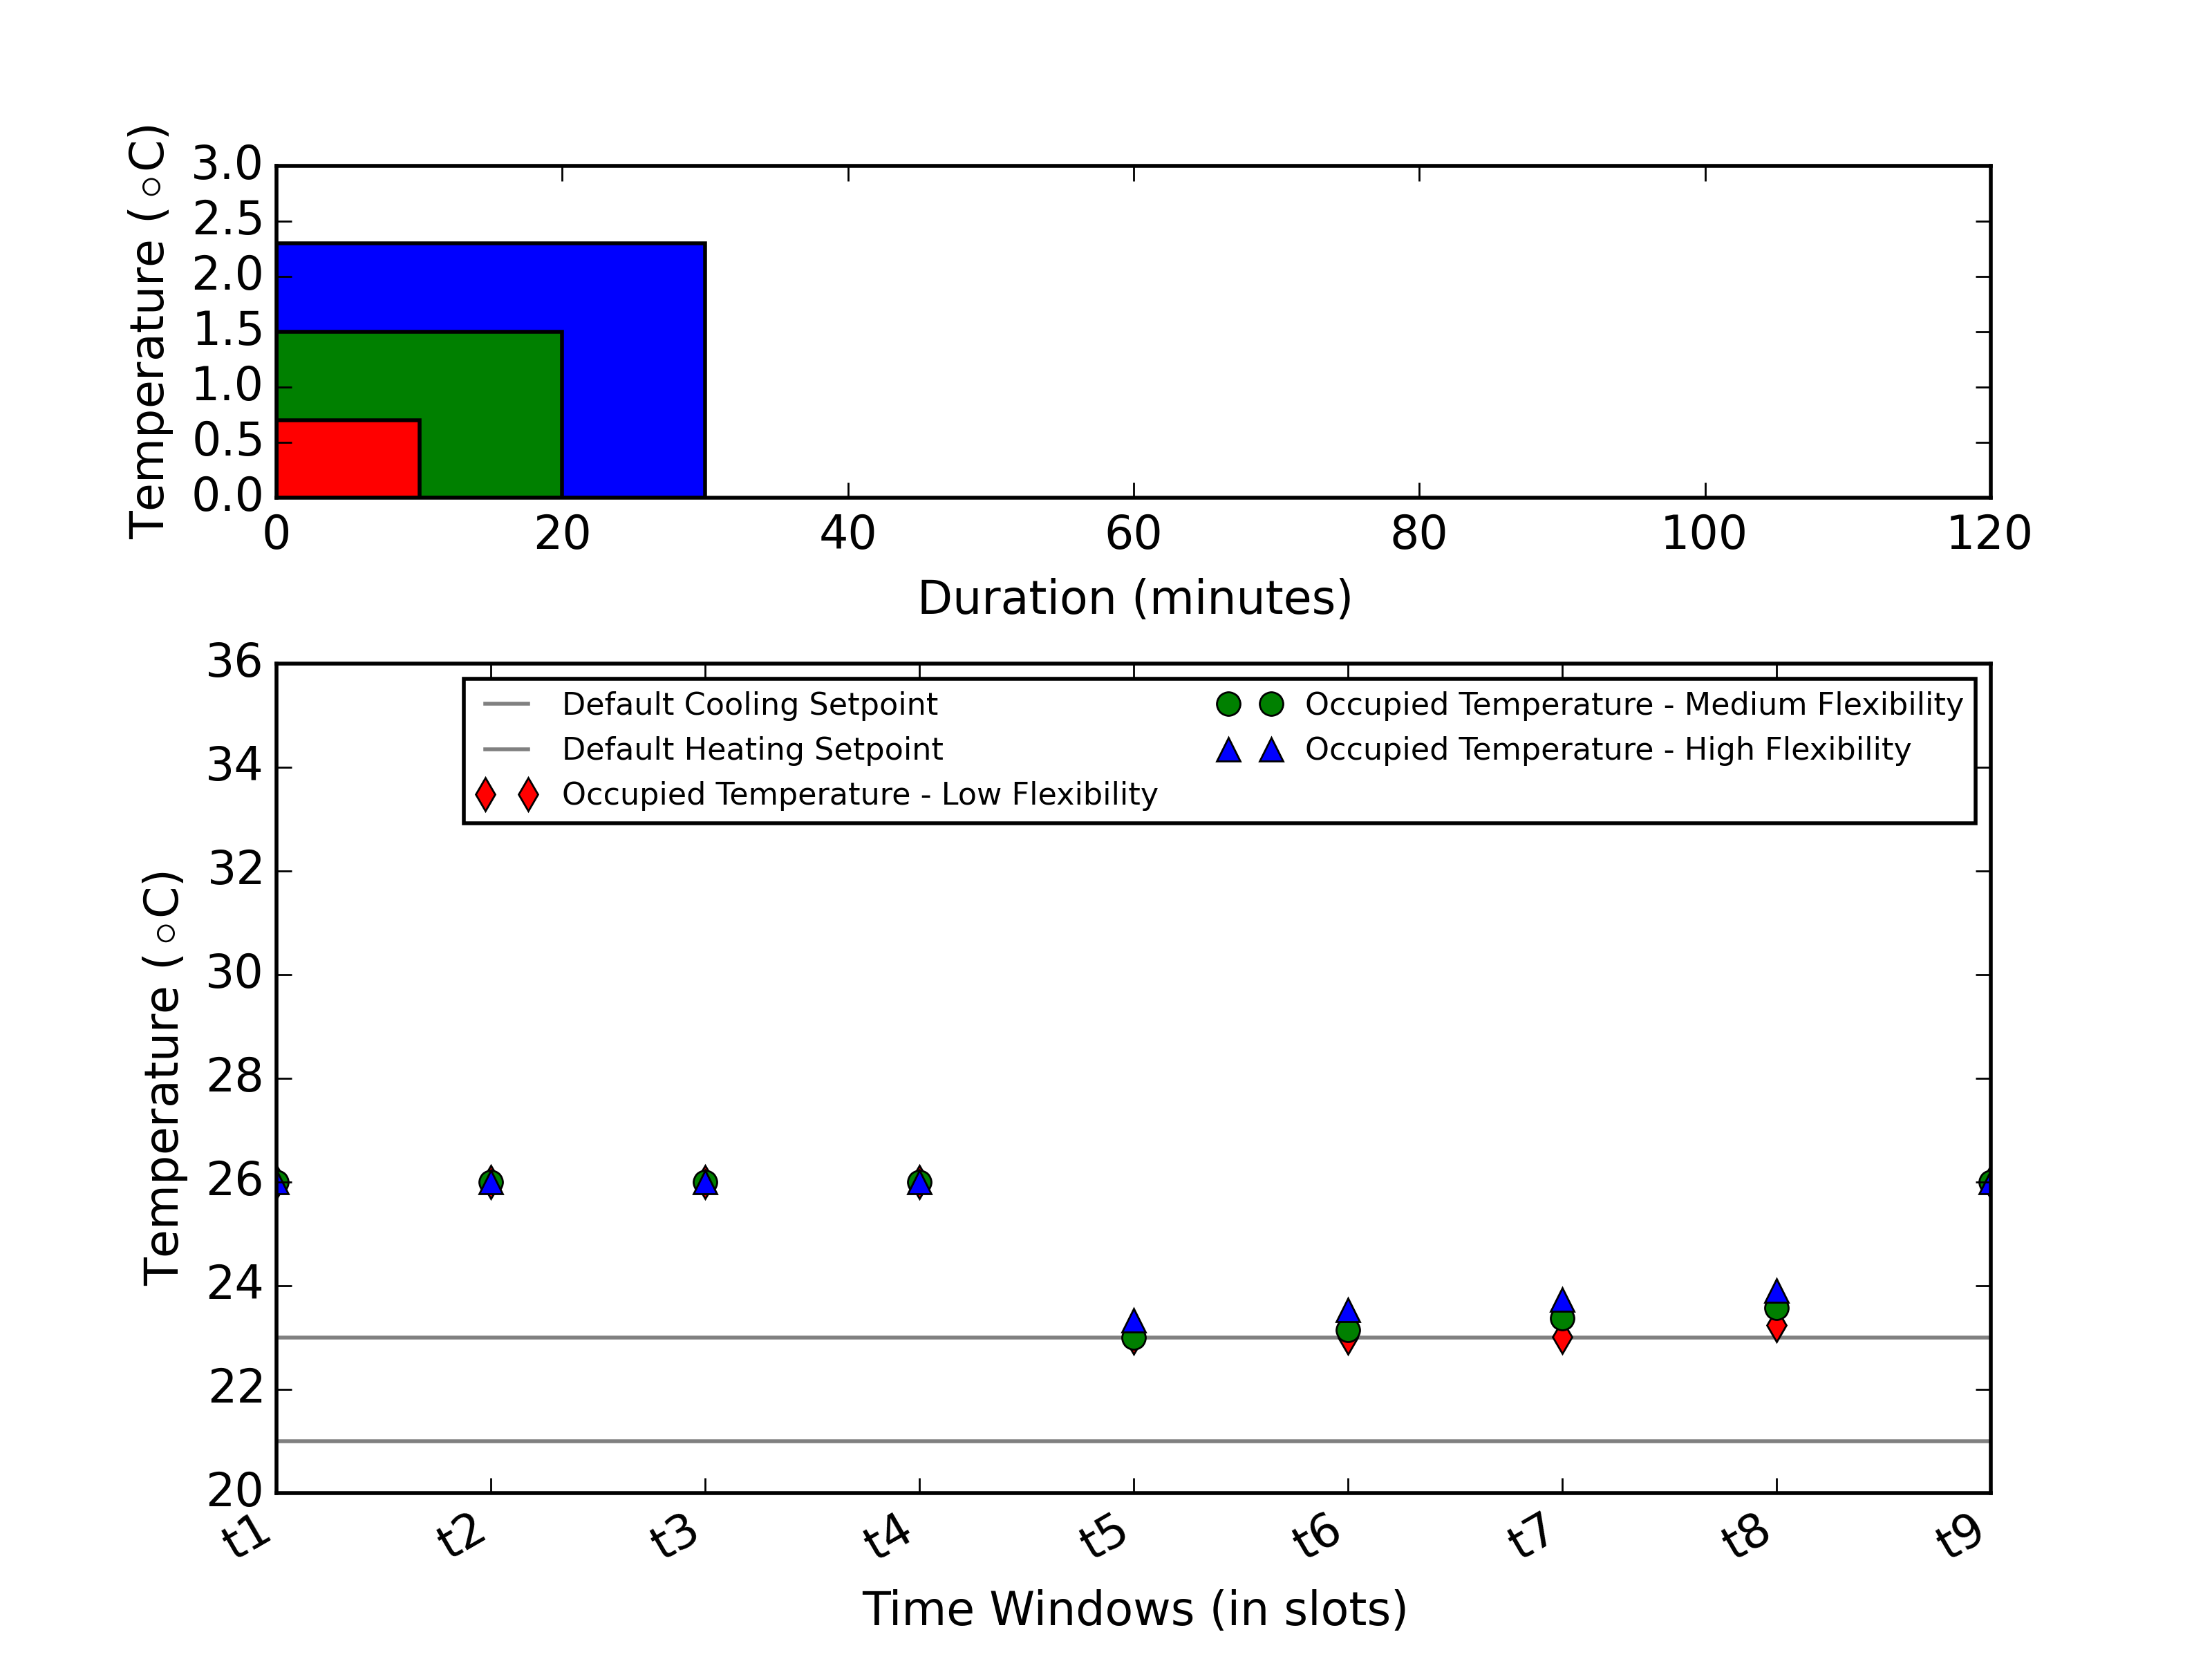 Temperature (∘C)
3.0
2.5
2.0
1.5
1.0
0.5
0.0
0 20 40 60 80 100 120
Duration (minutes)
Temperature (∘C)
36
34
32
30
28
26
24
22
20
Default Cooling Setpoint
Default Heating Setpoint
Occupied Temperature - Low Flexibility
Occupied Temperature - Medium Flexibility
Occupied Temperature - High Flexibility
t1 t2 t3 t4 t5 t6 t7 t8 t9
Time Windows (in slots)